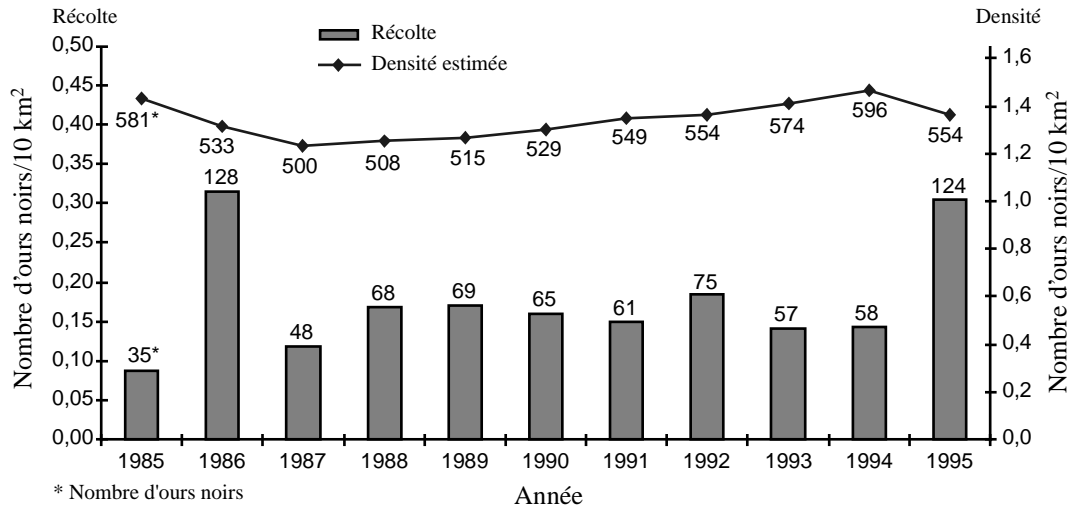 Récolte
Densité
Récolte
Densité estimée
Nombre d'ours noirs/10 km²
0,50
0,45
0,40
0,35
0,30
0,25
0,20
0,15
0,10
0,05
0,00
1,6
1,4
1,2
1,0
0,8
0,6
0,4
0,2
0,0
Nombre d'ours noirs/10 km²
581* 533 500 508 515 529 549 554 574 596 554
35* 128 48 68 69 65 61 75 57 58 124
1985 1986 1987 1988 1989 1990 1991 1992 1993 1994 1995
* Nombre d'ours noirs
Année